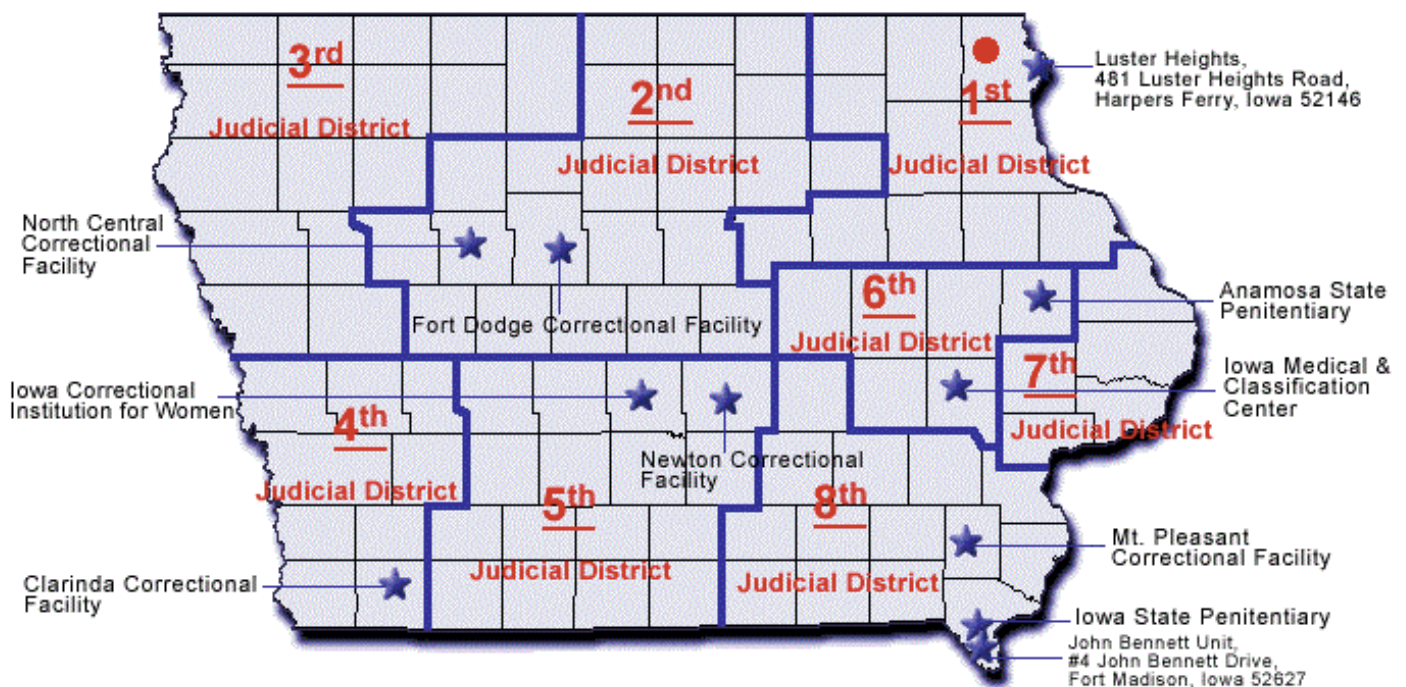 3rd
Judicial District
2nd
Judicial District
1st
Judicial District
Luster Heights,
481 Luster Heights Road,
Harpers Ferry, Iowa 52146
North Central
Correctional
Facility
Fort Dodge Correctional Facility
6th
Judicial District
Anamosa State
Penitentiary
7th
Judicial District
Iowa Medical &
Classification
Center
Iowa Correctional
Institution for Women
4th
Judicial District
Newton Correctional
Facility
5th
Judicial District
8th
Judicial District
Mt. Pleasant
Correctional Facility
Clarinda Correctional
Facility
Iowa State Penitentiary
John Bennett Unit,
#4 John Bennett Drive,
Fort Madison, Iowa 52627